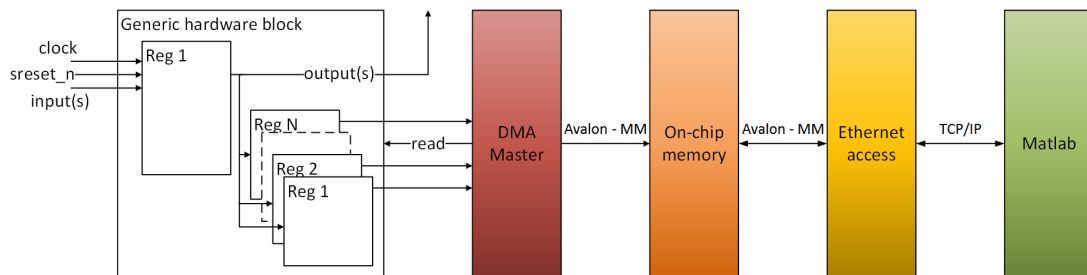 Generic hardware block
clock
sreset_n
input(s)
Reg 1
output(s)
Reg N
Reg 2
Reg 1
read
DMA
Master
Avalon - MM
On-chip
memory
Avalon - MM
Ethernet
access
TCP/IP
Matlab